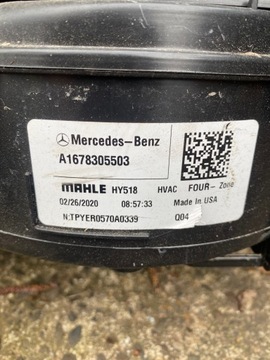 Mercedes-Benz
A1678305503
MAHLE HY518 HVAC FOUR- Zone
02/26/2020 08:57:33 Made In USA
N:TPYER0570A0339 Q04